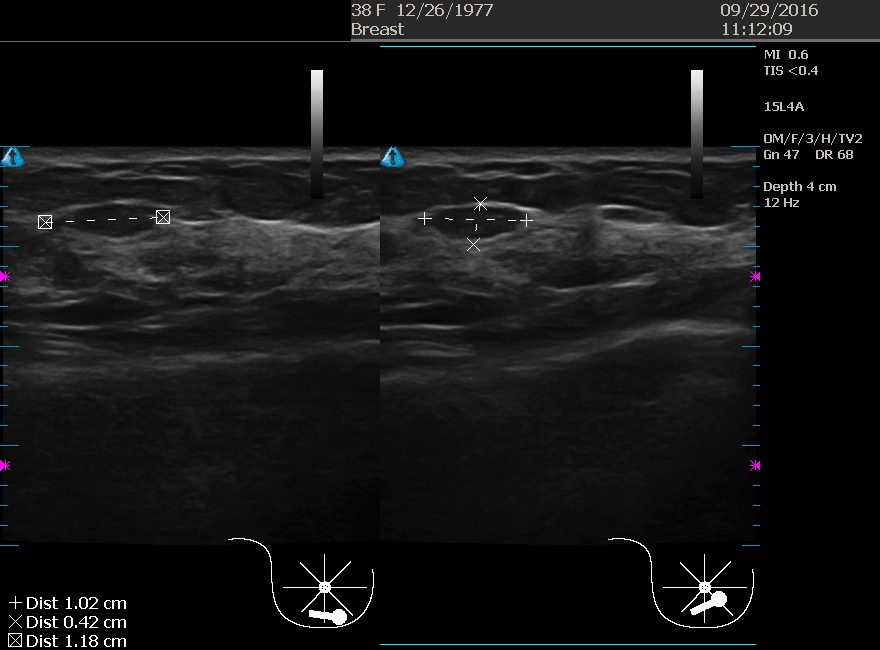 38 F 12/26/1977
09/29/2016
Breast
11:12:09
MI 0.6
TIS <0.4
15L4A
OM/F/3/H/TV2
Gn 47 DR 68
Depth 4 cm
12 Hz
Dist 1.02 cm
Dist 0.42 cm
Dist 1.18 cm